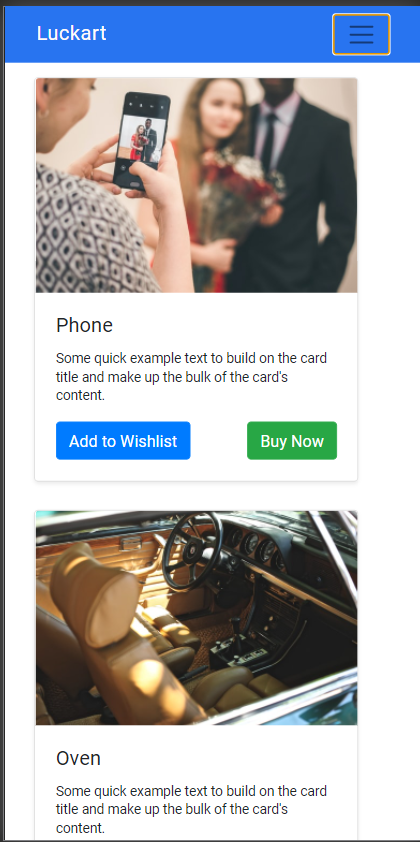 Luckart
Phone
Some quick example text to build on the card
title and make up the bulk of the card's
content.
Add to Wishlist
Buy Now
Oven
Some quick example text to build on the card
title and make up the bulk of the card's
content.